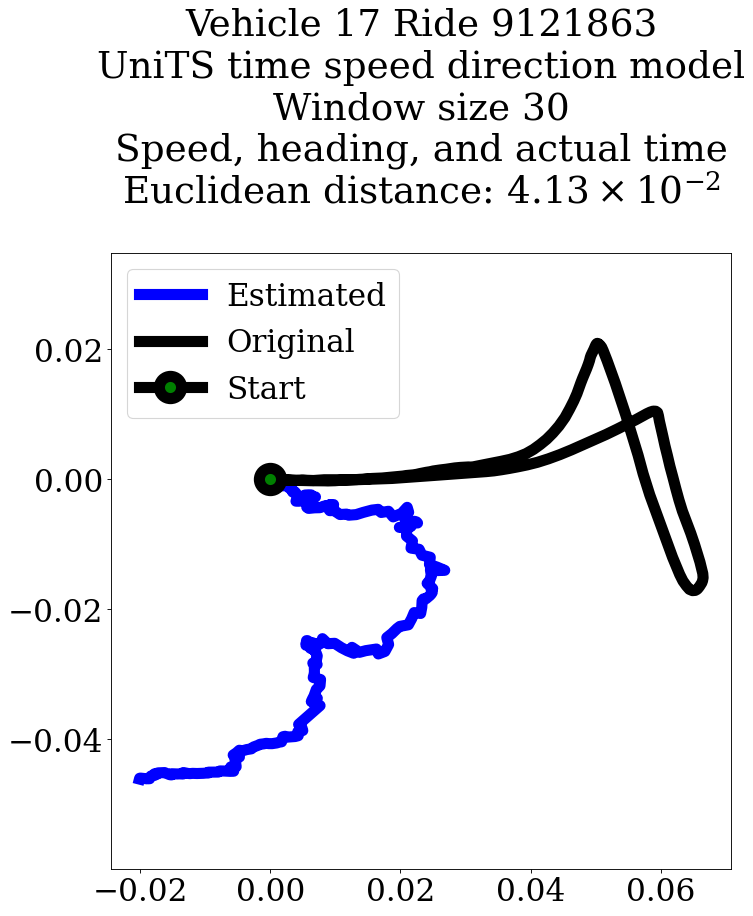 Vehicle 17 Ride 9121863
UniTS time speed direction model
Window size 30
Speed, heading, and actual time
Euclidean distance: 4.13 × 10⁻²
Estimated
Original
Start
0.02
0.00
−0.02
−0.04
−0.02 0.00 0.02 0.04 0.06